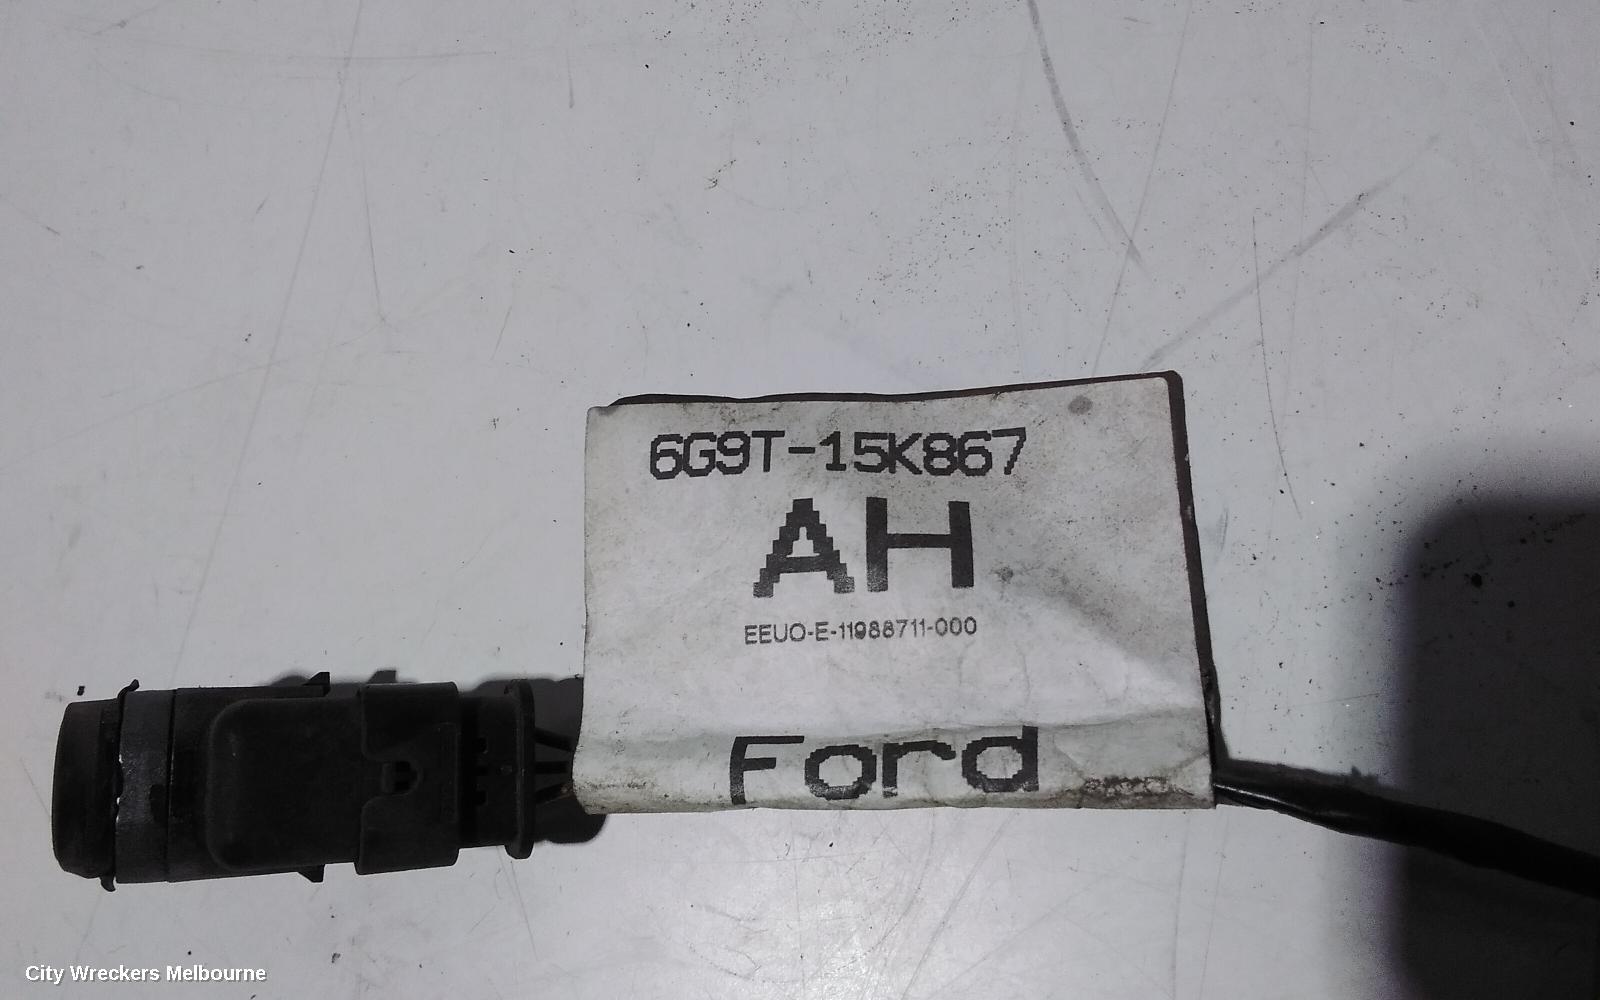 6G9T-15K867
AH
EEUO-E-11988711-000
Ford
City Wreckers Melbourne